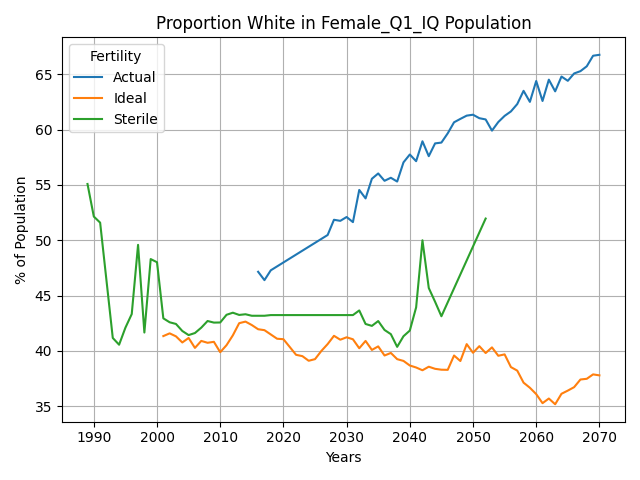 Proportion White in Female_Q1_IQ Population
Fertility
Actual
Ideal
Sterile
% of Population
65
60
55
50
45
40
35
1990 2000 2010 2020 2030 2040 2050 2060 2070
Years